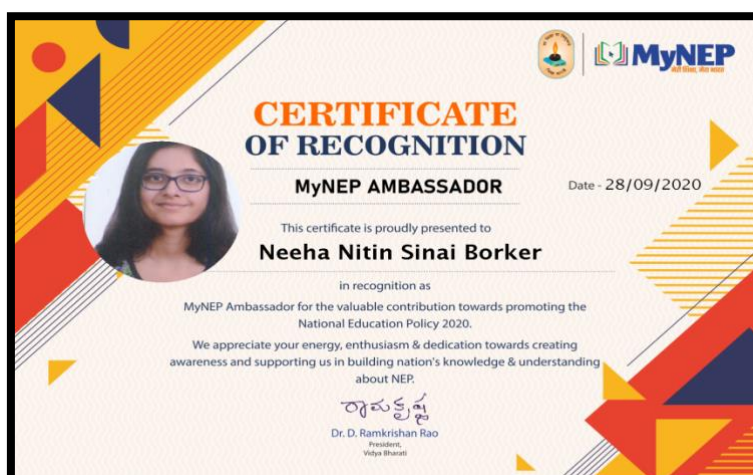 MyNEP
मेरी शिक्षा, मेरा भारत
CERTIFICATE
OF RECOGNITION
MyNEP AMBASSADOR
Date - 28/09/2020
This certificate is proudly presented to
Neeha Nitin Sinai Borker
in recognition as
MyNEP Ambassador for the valuable contribution towards promoting the
National Education Policy 2020.
We appreciate your energy, enthusiasm & dedication towards creating
awareness and supporting us in building nation's knowledge & understanding
about NEP.
రామకృష్ణ
Dr. D. Ramkrishan Rao
President,
Vidya Bharati